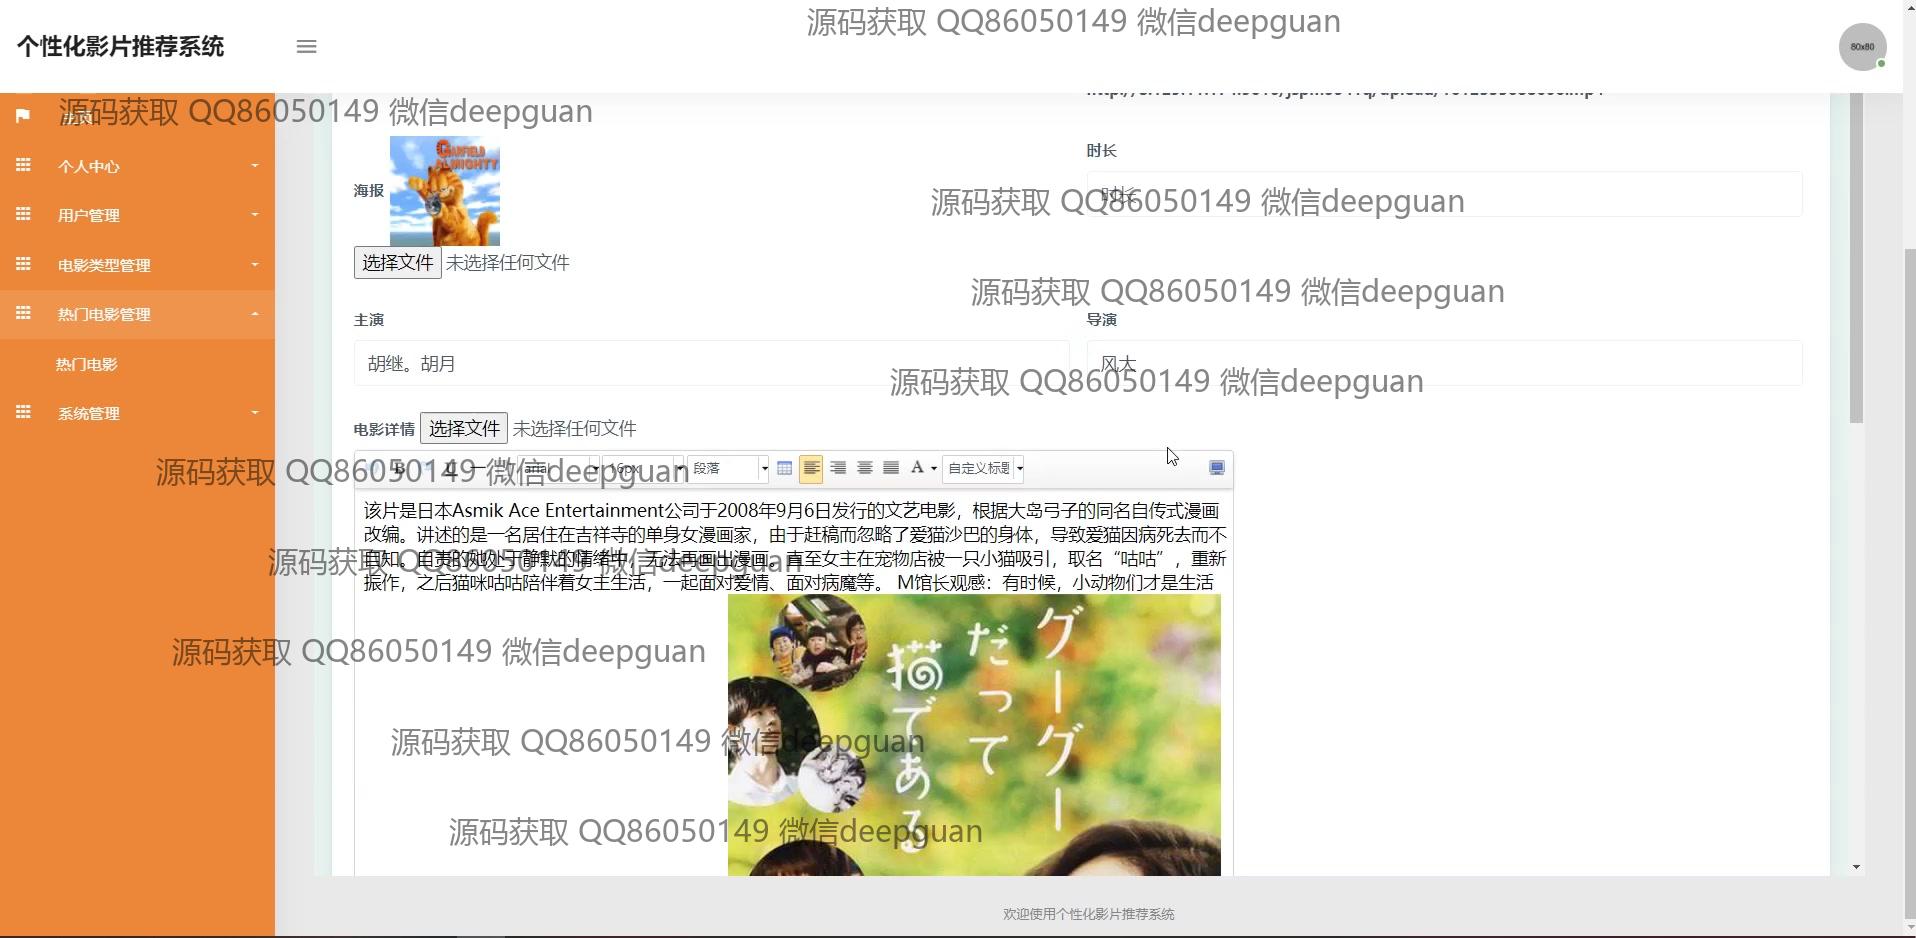 源码获取 QQ86050149 微信deepguan
个性化影片推荐系统
80x80
源码获取 QQ86050149 微信deepguan
主页
个人中心
GARFIELD
ALMIGHTY
时长
海报
时长
源码获取 QQ86050149 微信deepguan
用户管理
电影类型管理
选择文件 未选择任何文件
源码获取 QQ86050149 微信deepguan
热门电影管理
主演
导演
热门电影
胡继。胡月
风太
源码获取 QQ86050149 微信deepguan
系统管理
电影详情 选择文件 未选择任何文件
源码获取 QQ86050149 微信deepguan
B U arial 16px 段落 A 自定义标题
该片是日本Asmik Ace Entertainment公司于2008年9月6日发行的文艺电影，根据大岛弓子的同名自传式漫画
改编。讲述的是一名居住在吉祥寺的单身女漫画家，由于赶稿而忽略了爱猫沙巴的身体，导致爱猫因病死去而不
自知。自责的她处于静默的情绪中，无法再画出漫画。直至女主在宠物店被一只小猫吸引，取名“咕咕”，重新
源码获取 QQ86050149 微信deepguan
振作，之后猫咪咕咕陪伴着女主生活，一起面对爱情、面对病魔等。 M馆长观感：有时候，小动物们才是生活
グーグー
だって
猫である
源码获取 QQ86050149 微信deepguan
源码获取 QQ86050149 微信deepguan
源码获取 QQ86050149 微信deepguan
欢迎使用个性化影片推荐系统